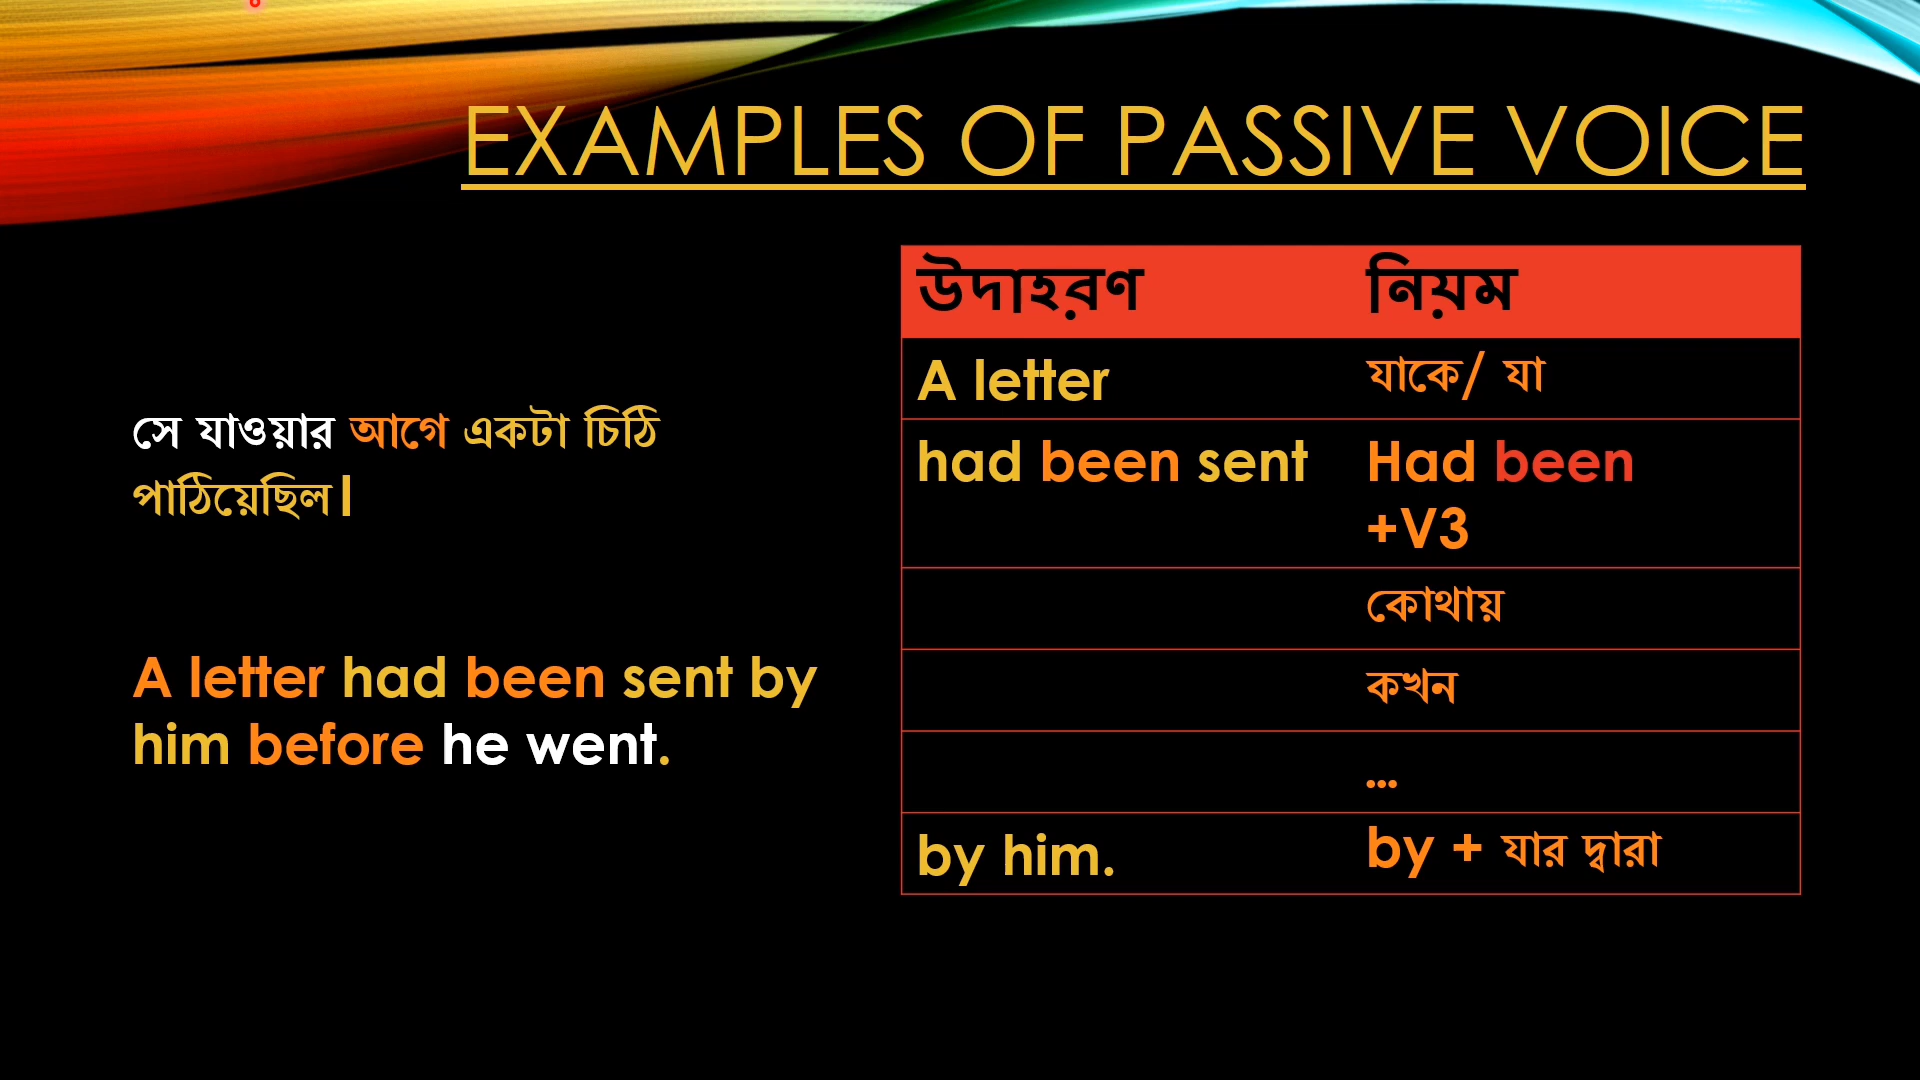 EXAMPLES OF PASSIVE VOICE
সে যাওয়ার আগে একটা চিঠি
পাঠিয়েছিল।
A letter had been sent by
him before he went.
উদাহরণ নিয়ম
A letter যাকে/ যা
had been sent Had been
+V3
কোথায়
কখন
...
by him. by + যার দ্বারা